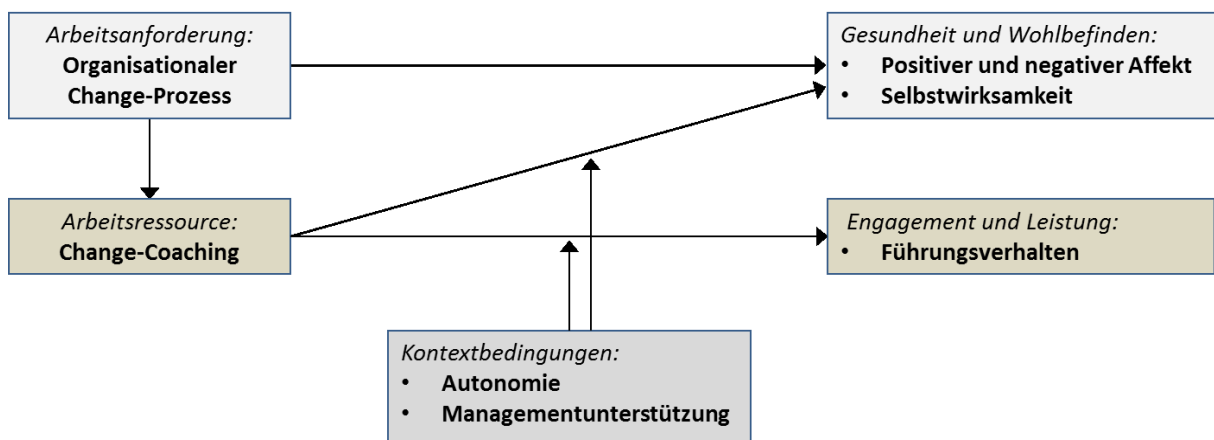 Arbeitsanforderung:
Organisationaler
Change-Prozess
Gesundheit und Wohlbefinden:
• Positiver und negativer Affekt
• Selbstwirksamkeit
Arbeitsressource:
Change-Coaching
Engagement und Leistung:
• Führungsverhalten
Kontextbedingungen:
• Autonomie
• Managementunterstützung